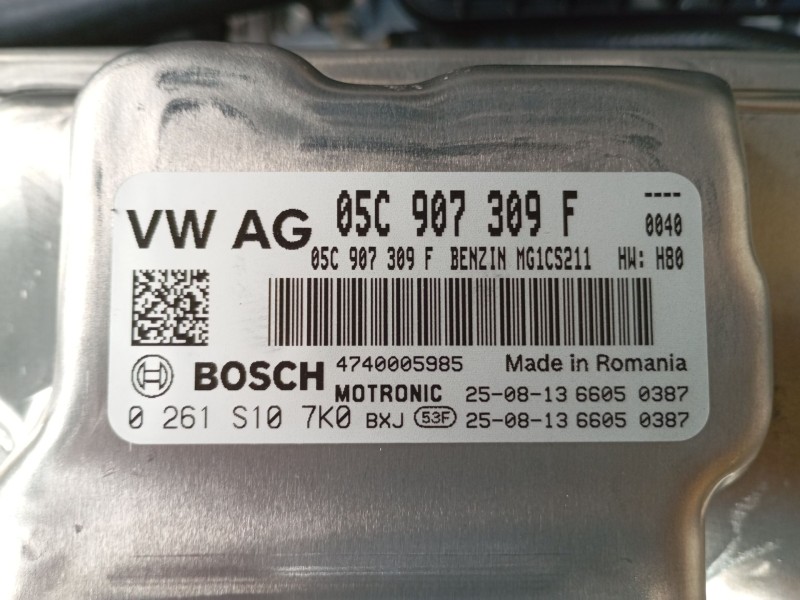 VW AG 05C 907 309 F ----
0040
05C 907 309 F BENZIN MG1CS211 HW: H80
BOSCH 4740005985 Made in Romania
MOTRONIC 25-08-13 6605 0387
0 261 S10 7K0 BXJ 53F 25-08-13 6605 0387